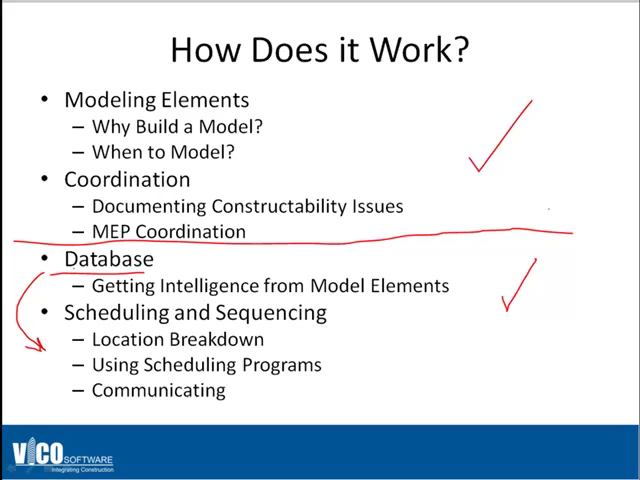 How Does it Work?
• Modeling Elements
– Why Build a Model?
– When to Model?
• Coordination
– Documenting Constructability Issues
– MEP Coordination
• Database
– Getting Intelligence from Model Elements
• Scheduling and Sequencing
– Location Breakdown
– Using Scheduling Programs
– Communicating
VICO SOFTWARE
Integrating Construction